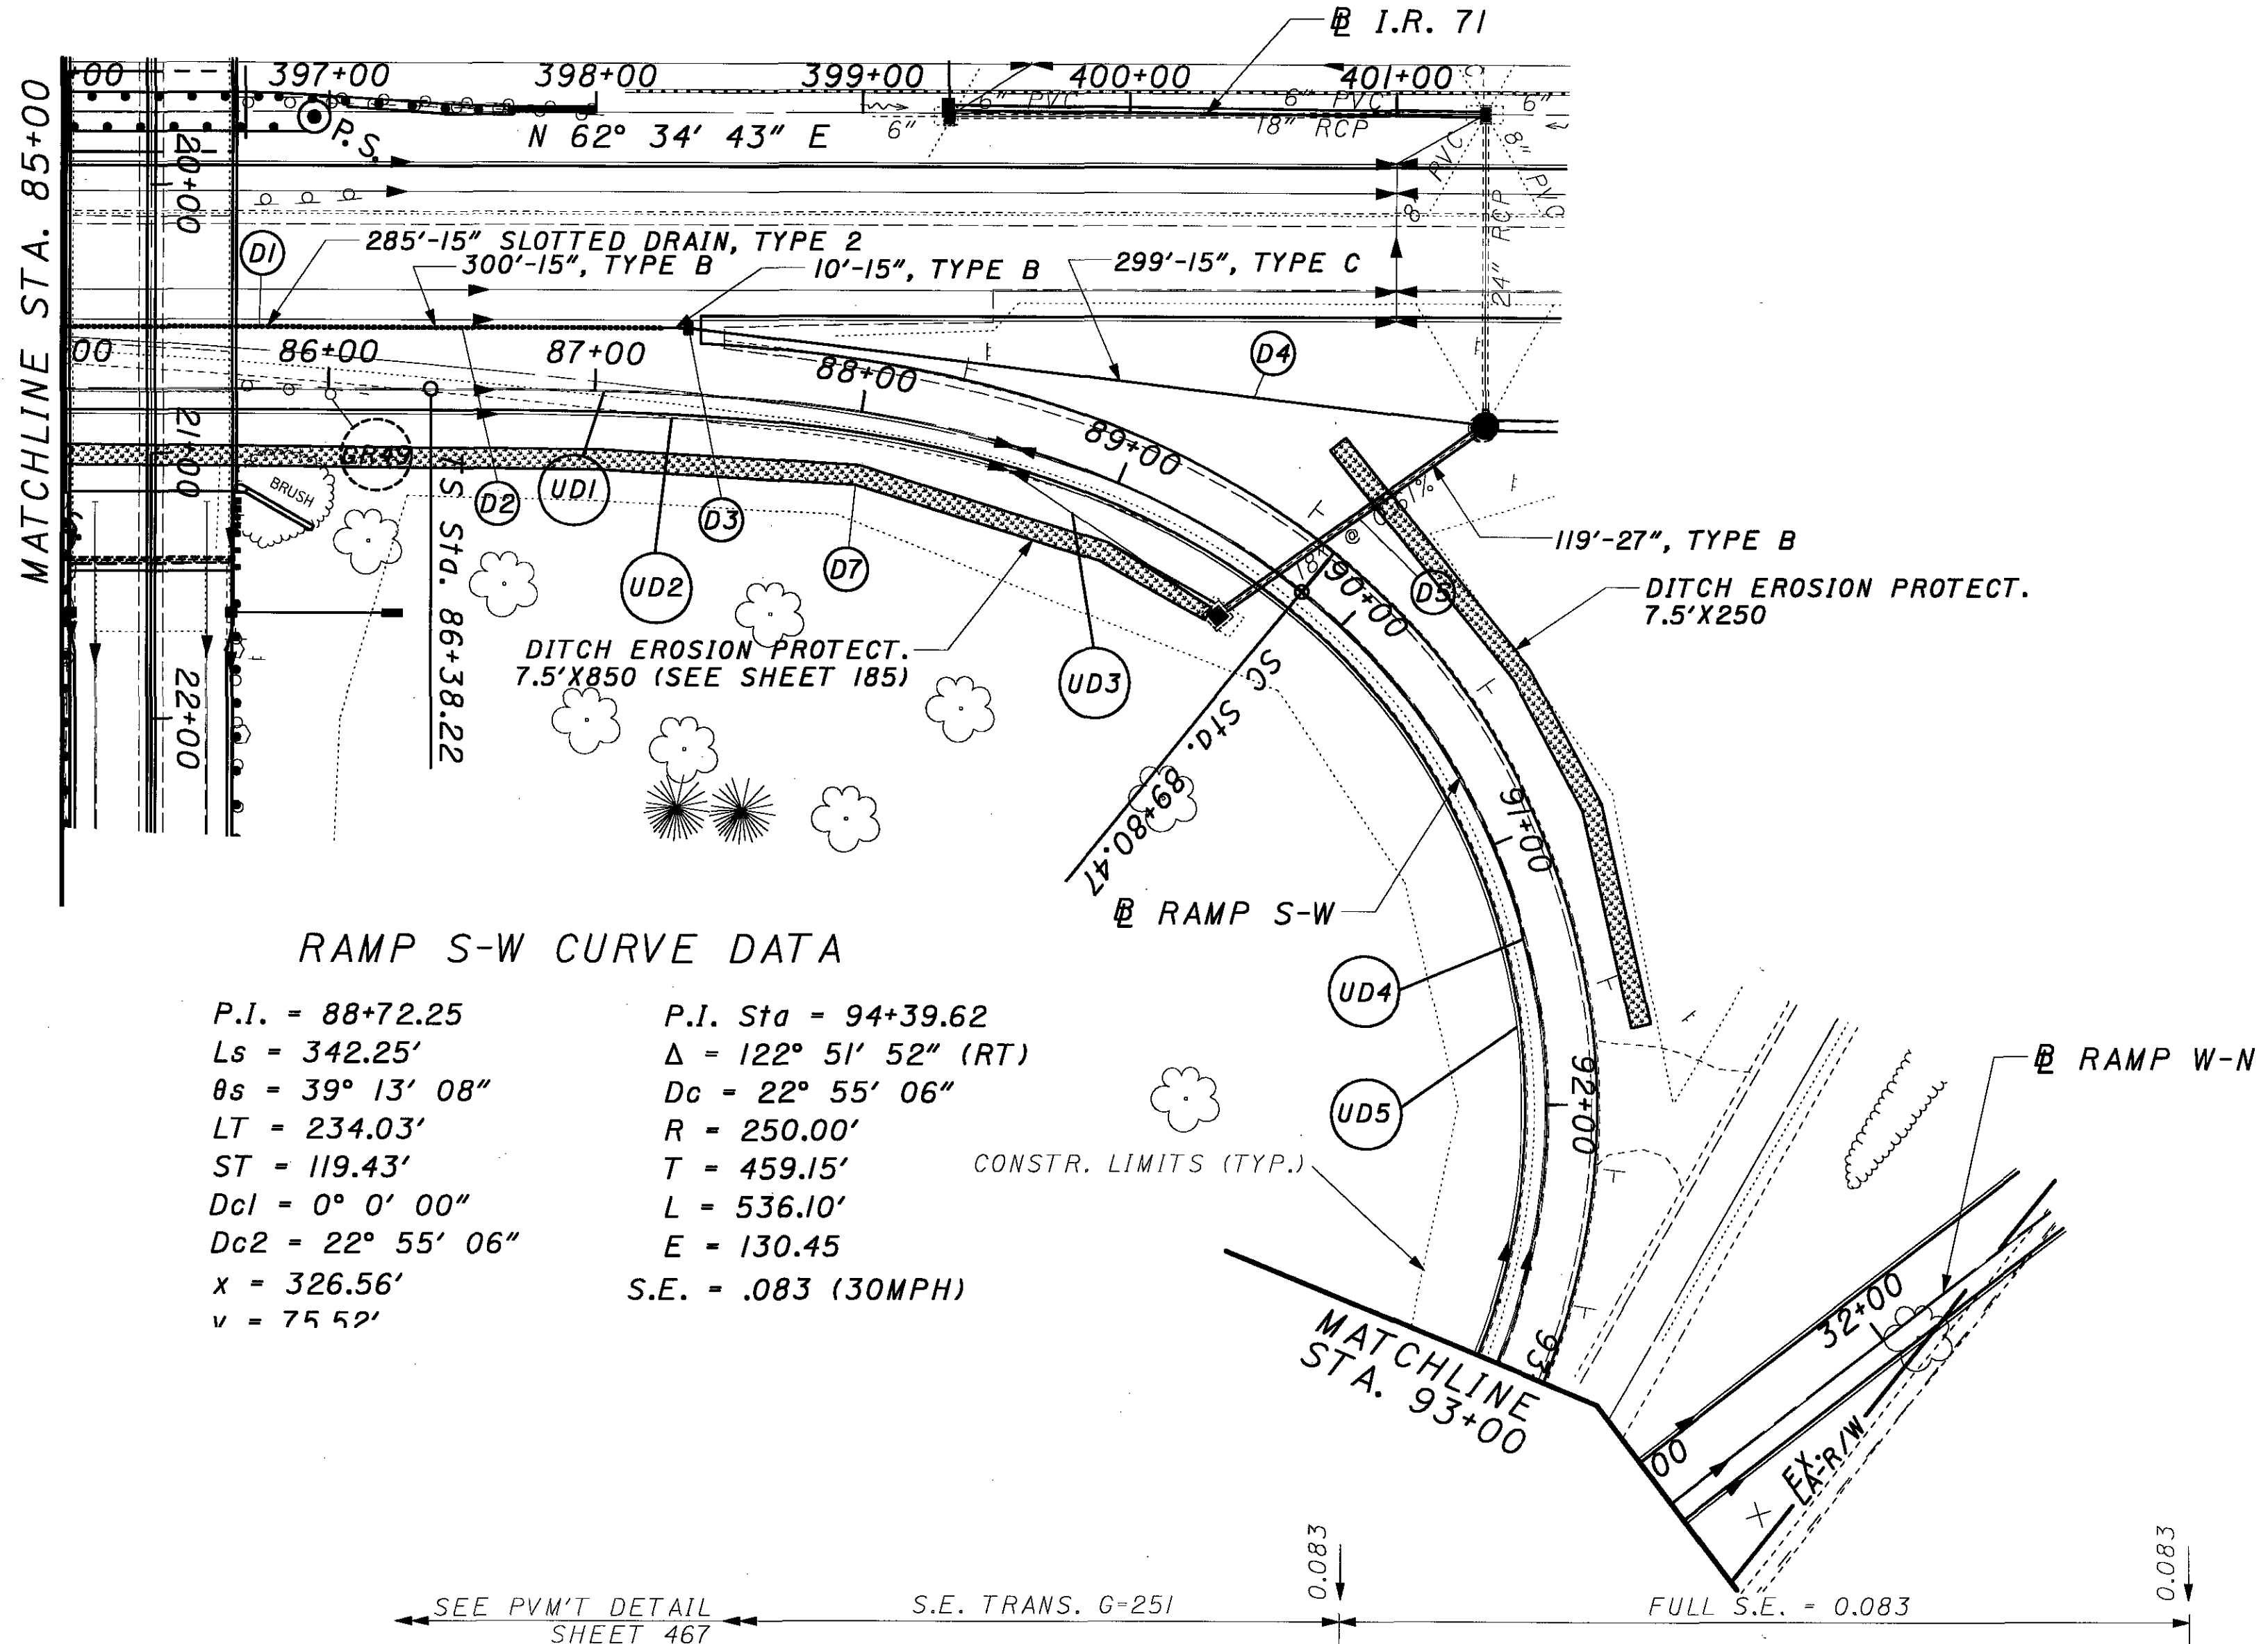 ℄ I.R. 71
+00
397+00
398+00
399+00
400+00
401+00
6" PVC
6" PVC
6"
6"
18" RCP
P.S.
N 62° 34' 43" E
8" PVC
8" PVC
24" RCP
MATCHLINE STA. 85+00
20+00
D1
285'-15" SLOTTED DRAIN, TYPE 2
300'-15", TYPE B
10'-15", TYPE B
299'-15", TYPE C
D4
00
86+00
87+00
88+00
89+00
90+00
91+00
92+00
93
21+00
22+00
GR49
BRUSH
TS Sta. 86+38.22
D2
UD1
UD2
D3
D7
UD3
D5
119'-27", TYPE B
DITCH EROSION PROTECT.
7.5'X250
DITCH EROSION PROTECT.
7.5'X850 (SEE SHEET 185)
SC Sta. 89+80.47
℄ RAMP S-W
UD4
UD5
CONSTR. LIMITS (TYP.)
℄ RAMP W-N
RAMP S-W CURVE DATA
P.I. = 88+72.25
Ls = 342.25'
θs = 39° 13' 08"
LT = 234.03'
ST = 119.43'
Dc1 = 0° 0' 00"
Dc2 = 22° 55' 06"
x = 326.56'
y = 75.52'
P.I. Sta = 94+39.62
Δ = 122° 51' 52" (RT)
Dc = 22° 55' 06"
R = 250.00'
T = 459.15'
L = 536.10'
E = 130.45
S.E. = .083 (30MPH)
MATCHLINE
STA. 93+00
32+00
00
EX.
LA-R/W
0.083
0.083
SEE PVM'T DETAIL
SHEET 467
S.E. TRANS. G=251
FULL S.E. = 0.083